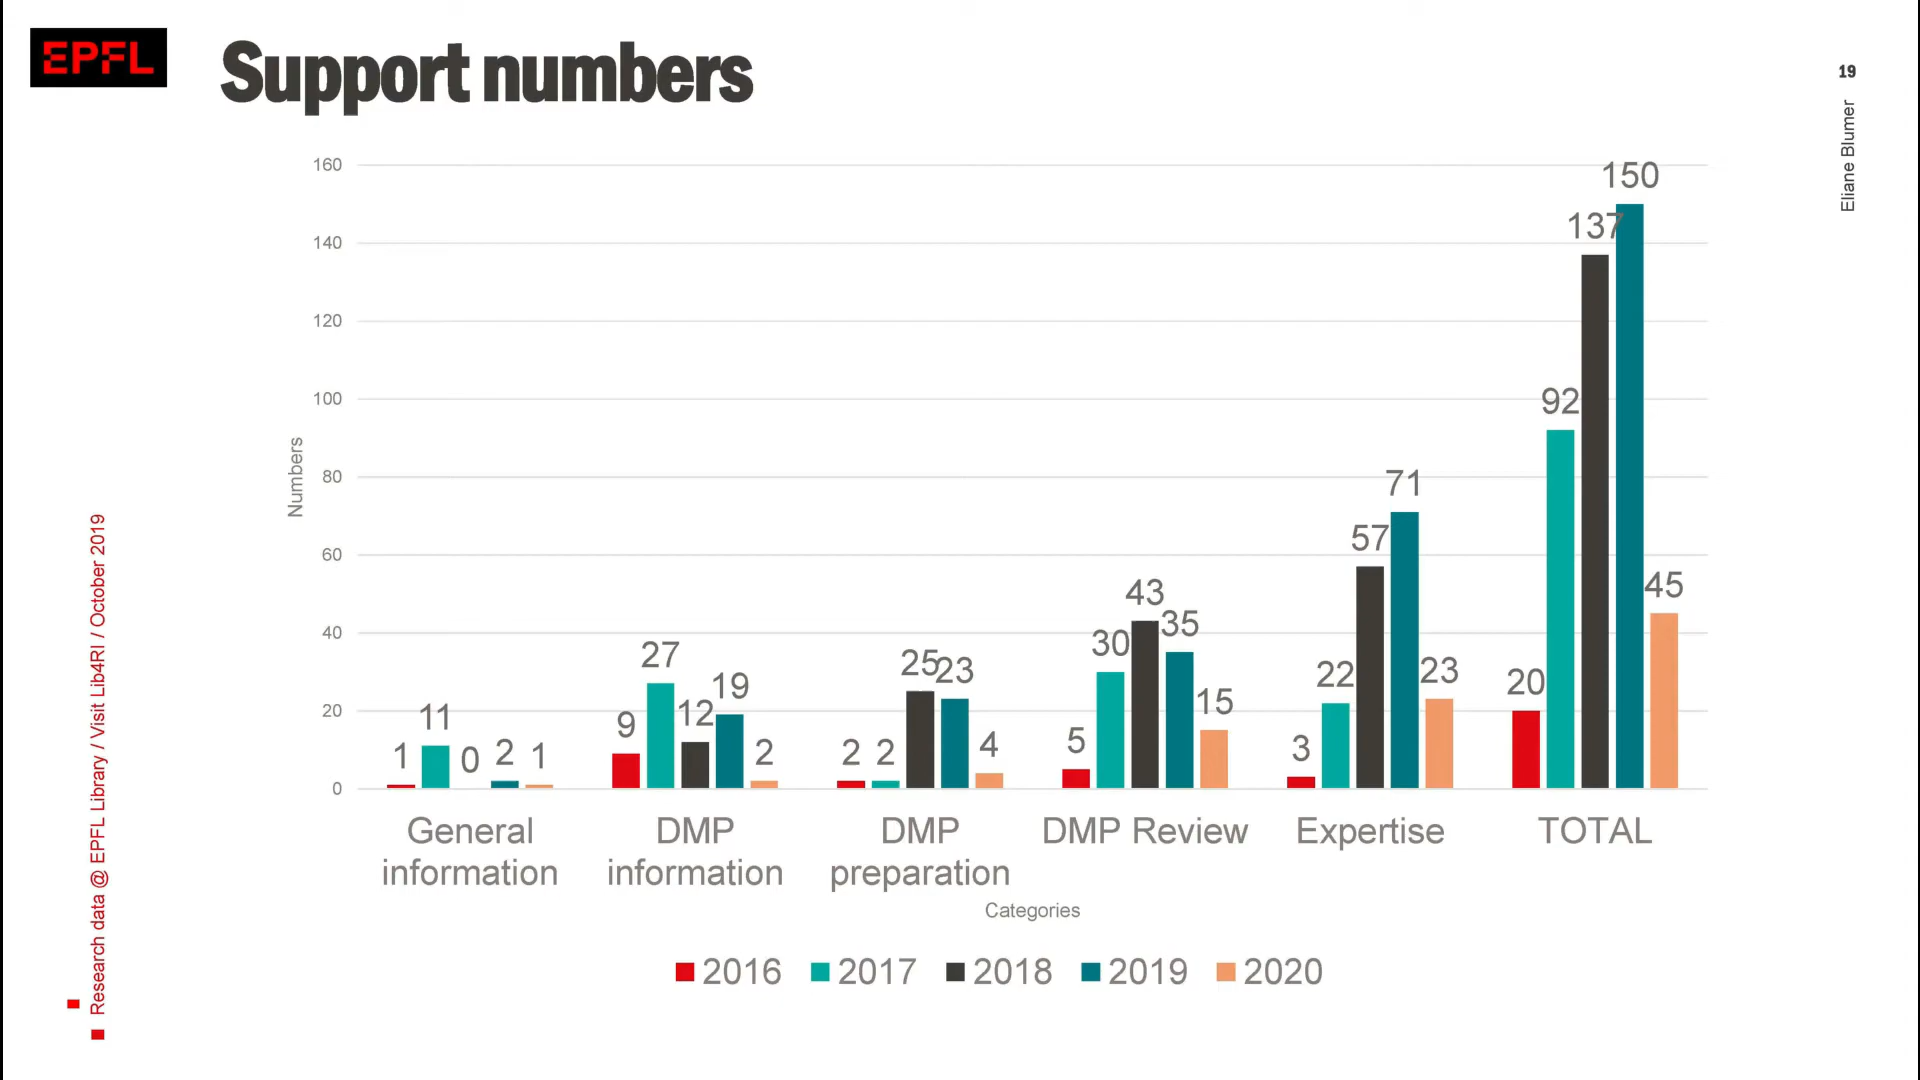 EPFL
Support numbers
19
Eliane Blumer
Research data @ EPFL Library / Visit Lib4RI / October 2019
160
140
120
100
80
60
40
20
0
Numbers
1 11 0 2 1
9 27 12 19 2
2 2 25 23 4
5 30 43 35 15
3 22 57 71 23
20 92 137 150 45
General
information
DMP
information
DMP
preparation
DMP Review
Expertise
TOTAL
Categories
2016 2017 2018 2019 2020